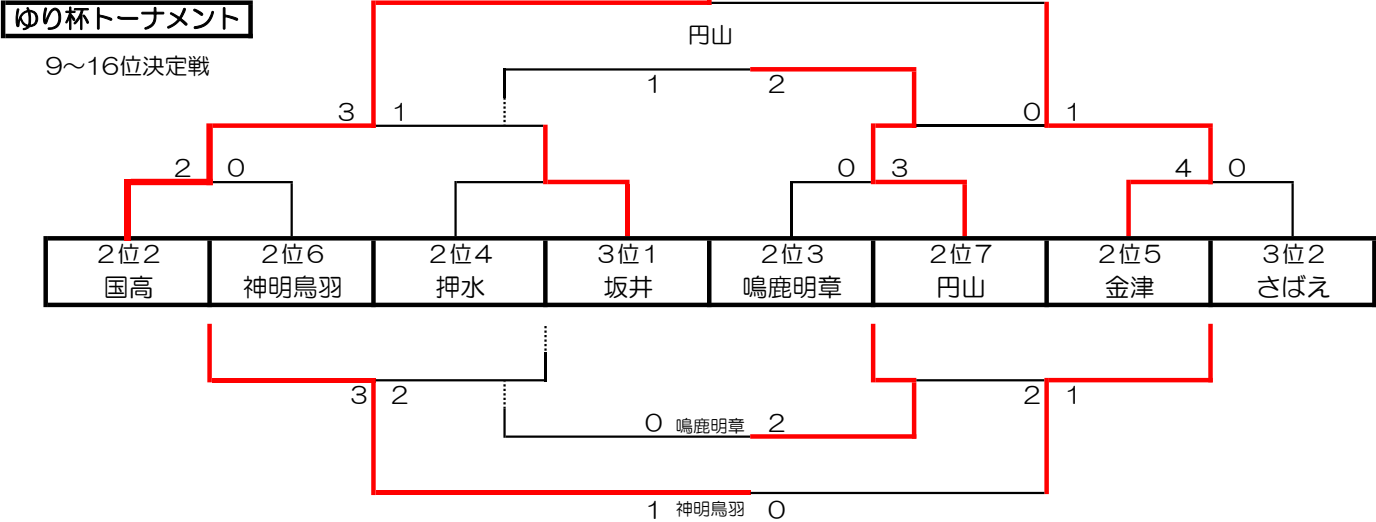 ゆり杯トーナメント
円山
9～16位決定戦
1 2
3 1 0 1
2 0 0 3 4 0
2位2 2位6 2位4 3位1 2位3 2位7 2位5 3位2
国高 神明鳥羽 押水 坂井 鳴鹿明章 円山 金津 さばえ
3 2 2 1
0 鳴鹿明章 2
1 神明鳥羽 0